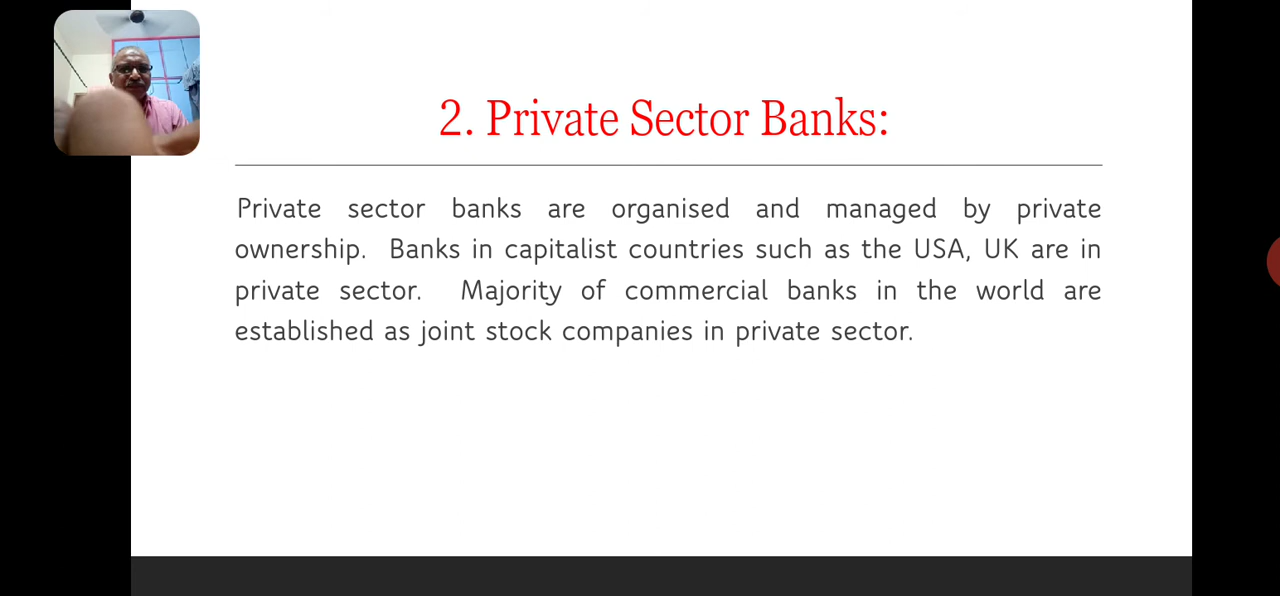 2. Private Sector Banks:
Private sector banks are organised and managed by private
ownership. Banks in capitalist countries such as the USA, UK are in
private sector. Majority of commercial banks in the world are
established as joint stock companies in private sector.